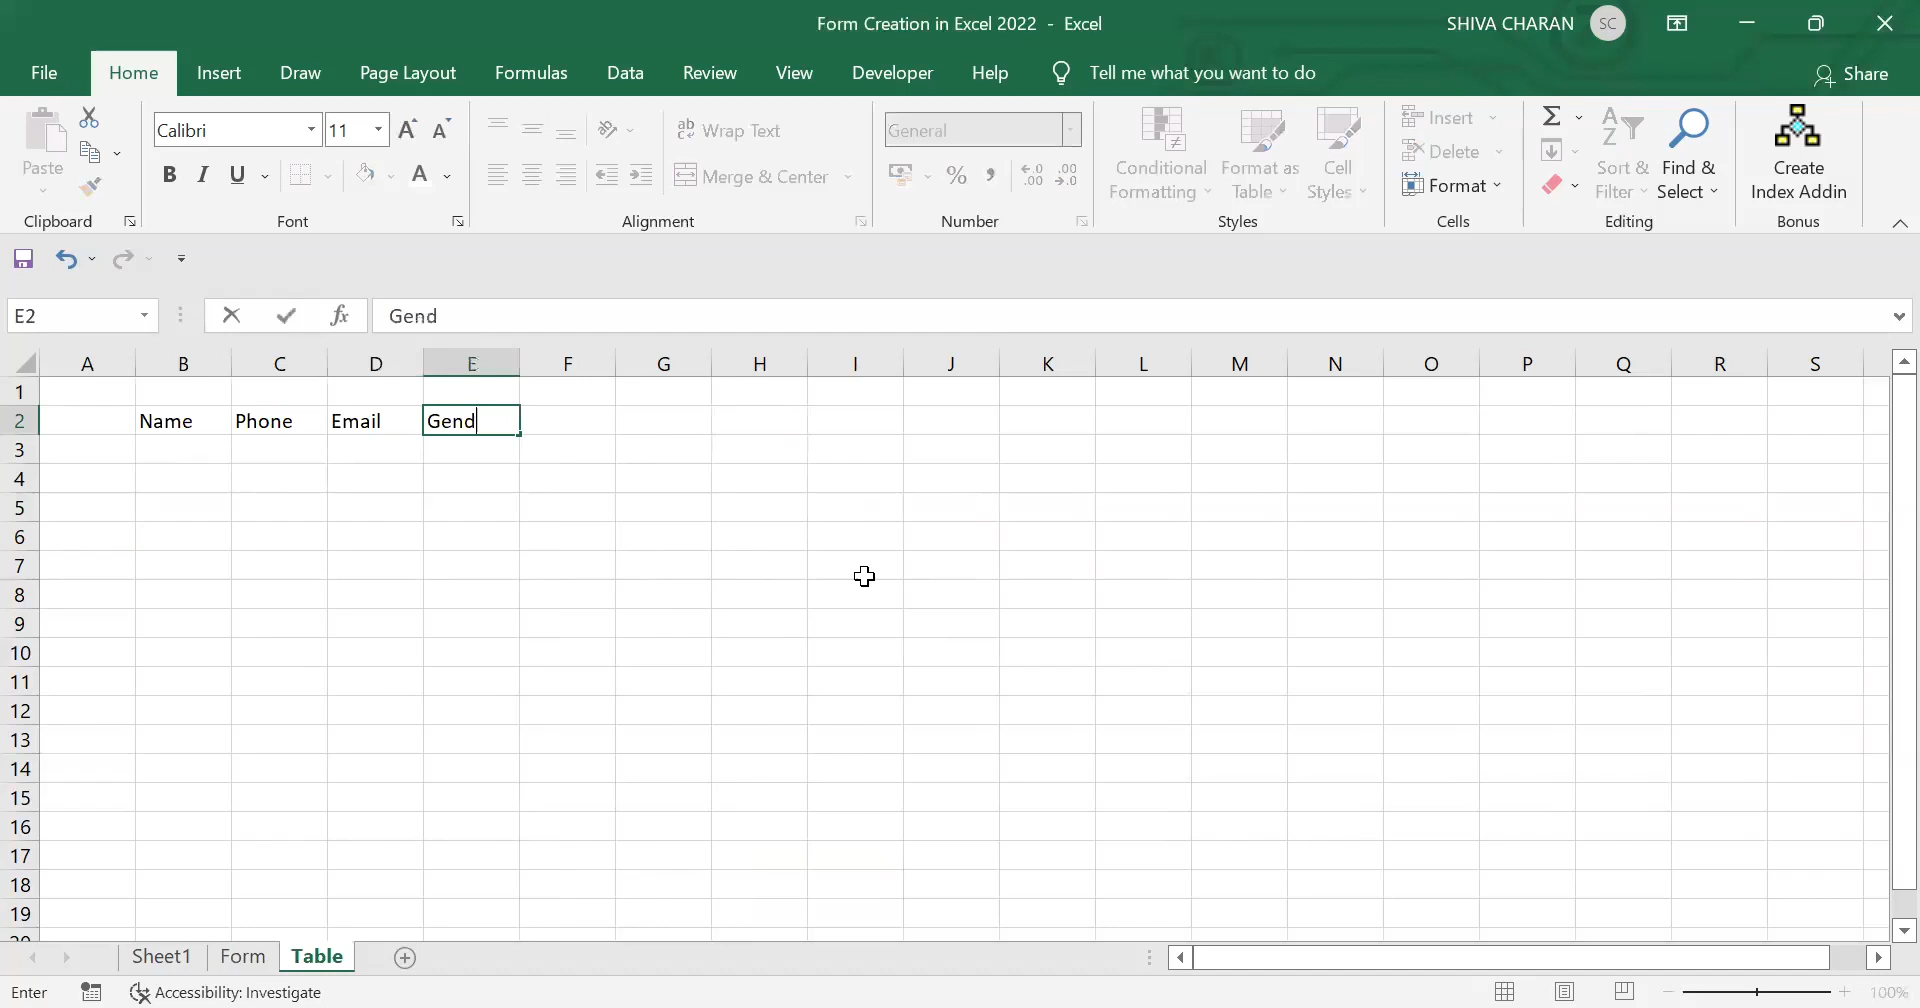 Form Creation in Excel 2022 - Excel
SHIVA CHARAN SC
File Home Insert Draw Page Layout Formulas Data Review View Developer Help Tell me what you want to do Share
Calibri 11 ab Wrap Text General Insert
Paste B I U A Merge & Center % , Conditional Formatting Format as Table Cell Styles Delete Format Sort & Filter Find & Select Create Index Addin
Clipboard Font Alignment Number Styles Cells Editing Bonus
E2 fx Gend
A B C D E F G H I J K L M N O P Q R S
1
2 Name Phone Email Gend
3
4
5
6
7
8
9
10
11
12
13
14
15
16
17
18
19
Sheet1 Form Table
Enter Accessibility: Investigate 100%